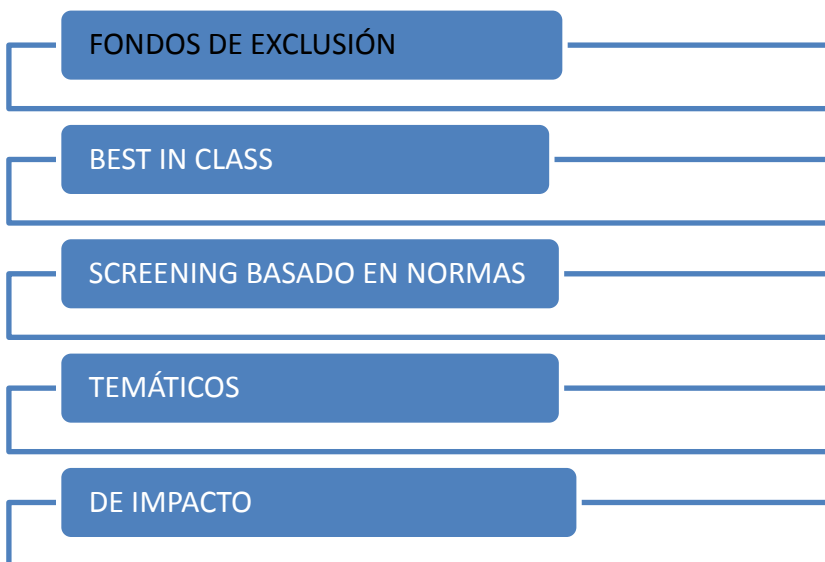 FONDOS DE EXCLUSIÓN
BEST IN CLASS
SCREENING BASADO EN NORMAS
TEMÁTICOS
DE IMPACTO